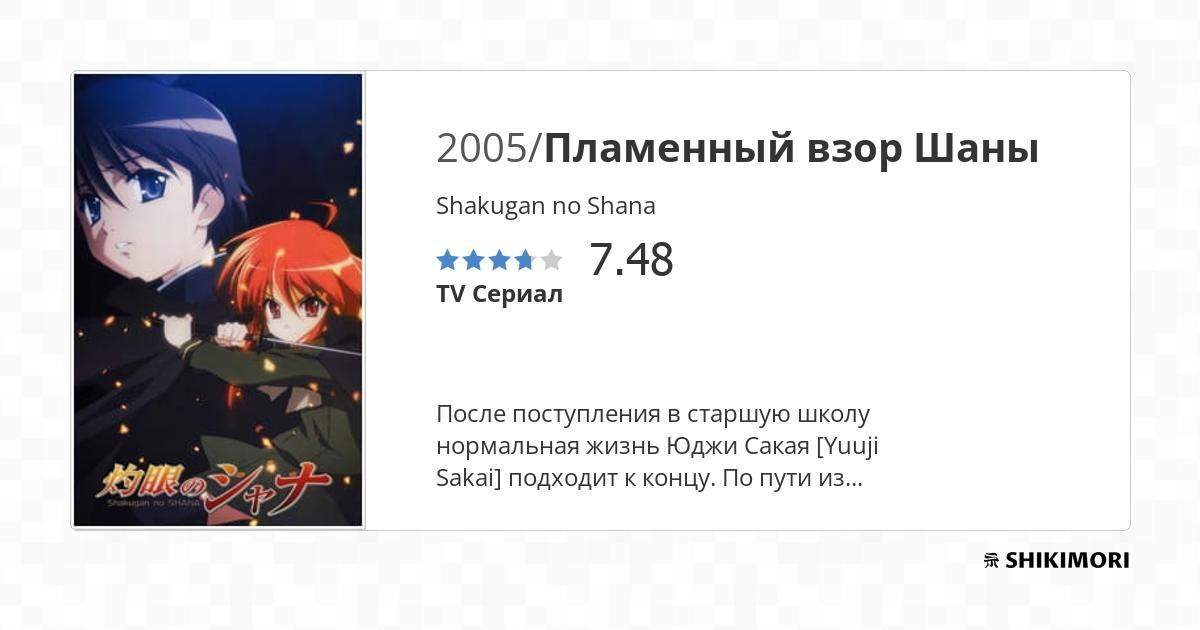 2005/Пламенный взор Шаны
Shakugan no Shana
7.48
TV Сериал
После поступления в старшую школу
нормальная жизнь Юджи Сакая [Yuuji
Sakai] подходит к концу. По пути из...
灼眼のシャナ
Shakugan no SHANA
SHIKIMORI